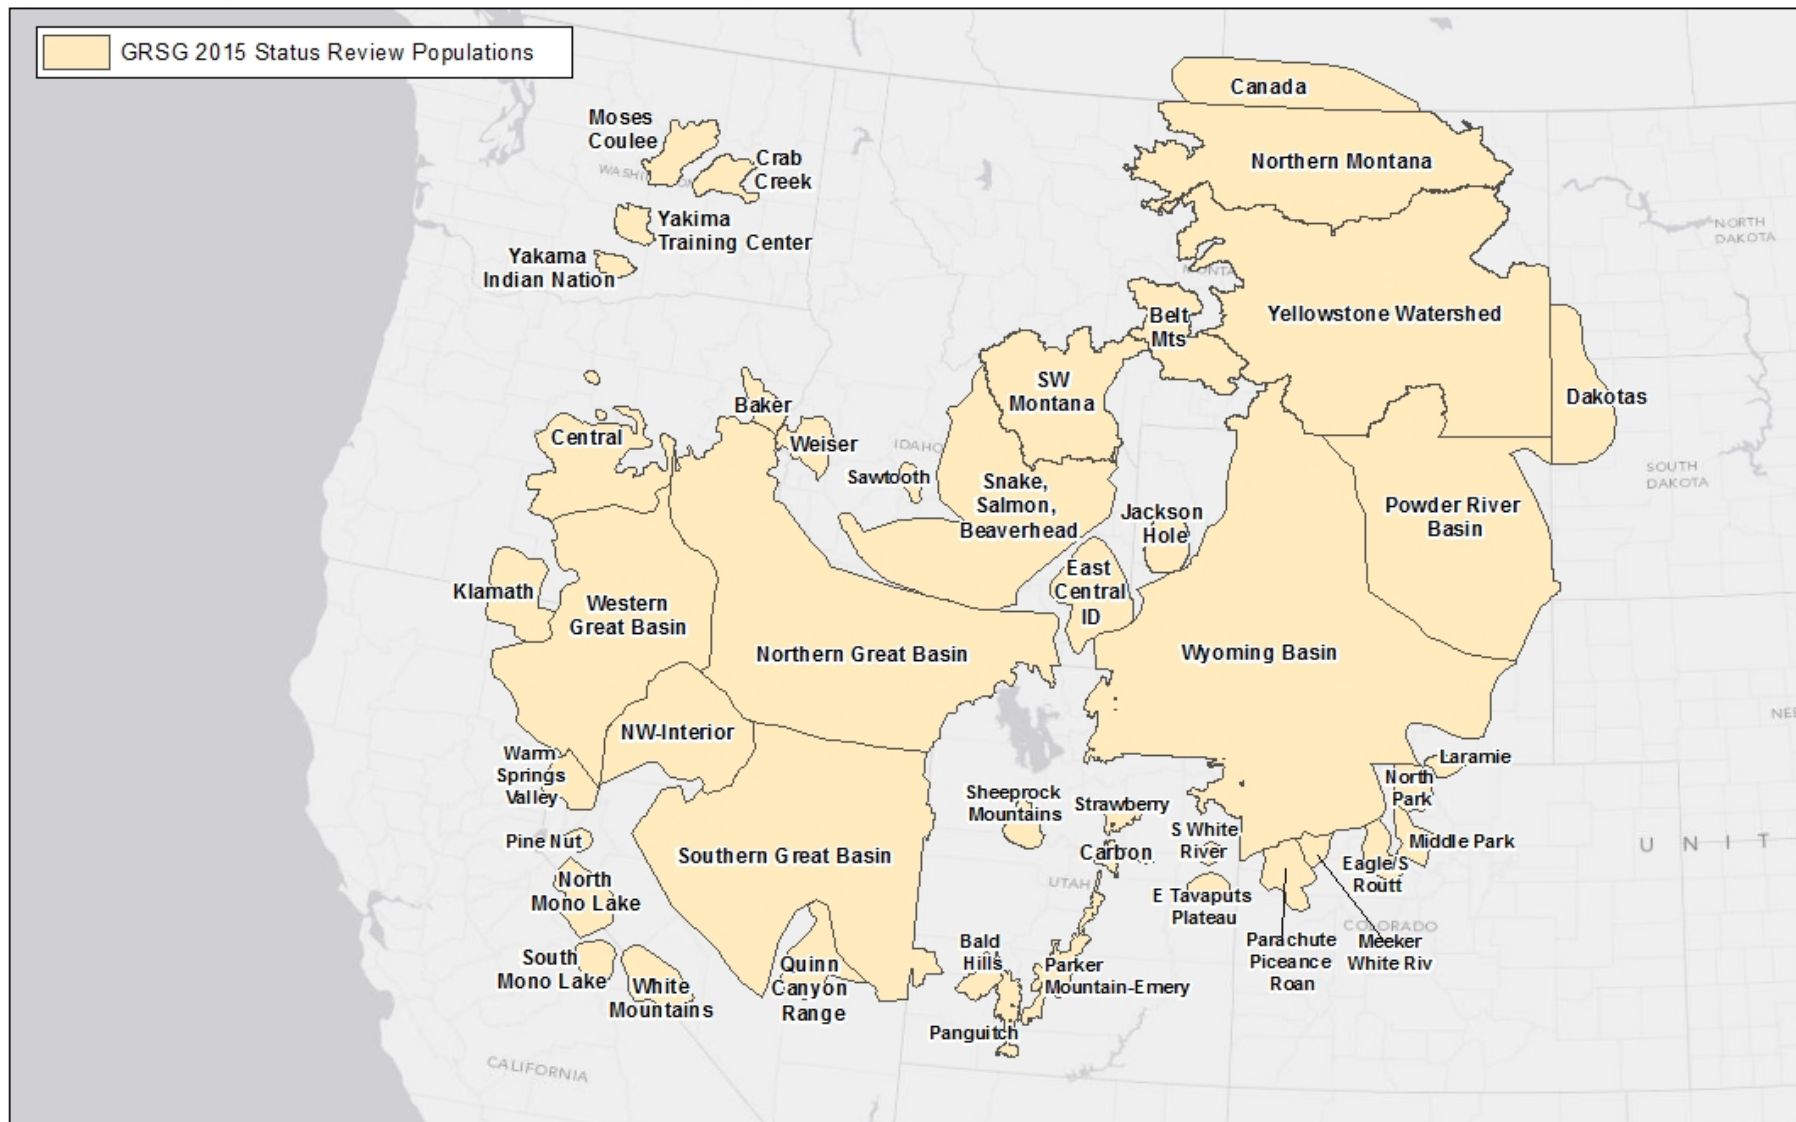 GRSG 2015 Status Review Populations
Canada
Moses
Coulee
Crab
Creek
WASHINGTON
Northern Montana
Yakima
Training Center
NORTH
DAKOTA
Yakama
Indian Nation
MONTA
Belt
Mts
Yellowstone Watershed
SW
Montana
Dakotas
Baker
Central
Weiser
IDAHO
Sawtooth
Snake,
Salmon,
Beaverhead
SOUTH
DAKOTA
Jackson
Hole
Powder River
Basin
Klamath
East
Central
ID
Western
Great Basin
Northern Great Basin
Wyoming Basin
NW-Interior
NE
Warm
Springs
Valley
Laramie
North
Park
Sheeprock
Mountains
Strawberry
Pine Nut
S White
River
Middle Park
UNIT
Southern Great Basin
Carbon
Eagle/S
Routt
North
Mono Lake
UTAH
E Tavaputs
Plateau
COLORADO
Parachute
Piceance
Roan
Meeker
White Riv
South
Mono Lake
White
Mountains
Quinn
Canyon
Range
Bald
Hills
Parker
Mountain-Emery
Panguitch
CALIFORNIA